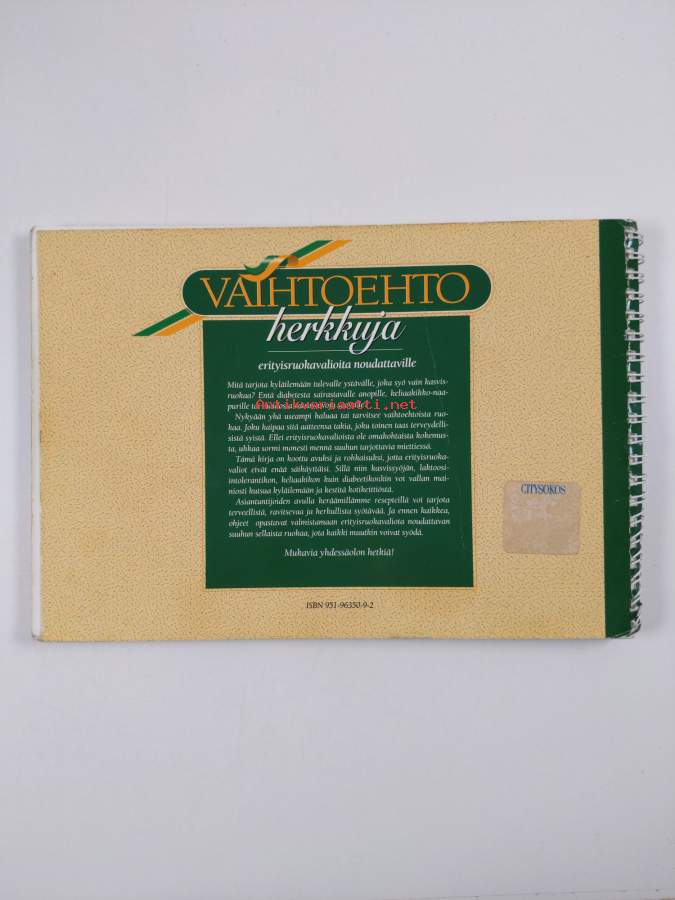 VAIHTOEHTO
herkkuja
erityisruokavalioita noudattaville
Mitä tarjota kyläilemään tulevalle ystävälle, joka syö vain kasvis-
ruokaa? Entä diabetesta sairastavalle anopille, keliaakikko-naa-
purille tai
Antikvariaatti.net
Nykyään yhä useampi haluaa tai tarvitsee vaihtoehtoista ruo-
kaa. Joku kaipaa sitä aatteensa takia, joku toinen taas terveydelli-
sistä syistä. Ellei erityisruokavalioista ole omakohtaista kokemus-
ta, uhkaa sormi monesti mennä suuhun tarjottavia miettiessä.
Tämä kirja on koottu avuksi ja rohkaisuksi, jotta erityisruoka-
valiot eivät enää säikäyttäisi. Sillä niin kasvissyöjän, laktoosi-
intolerantikon, keliaakikon kuin diabeetikonkin voi vallan mai-
niosti kutsua kyläilemään ja kestitä kotikeittiöstä.
Asiantuntijoiden avulla keräämillämme resepteillä voi tarjota
terveellistä, ravitsevaa ja herkullista syötävää. Ja ennen kaikkea,
ohjeet opastavat valmistamaan erityisruokavaliota noudattavan
suuhun sellaista ruokaa, jota kaikki muutkin voivat syödä.
Mukavia yhdessäolon hetkiä!
CITYSOKOS
ISBN 951-96350-9-2